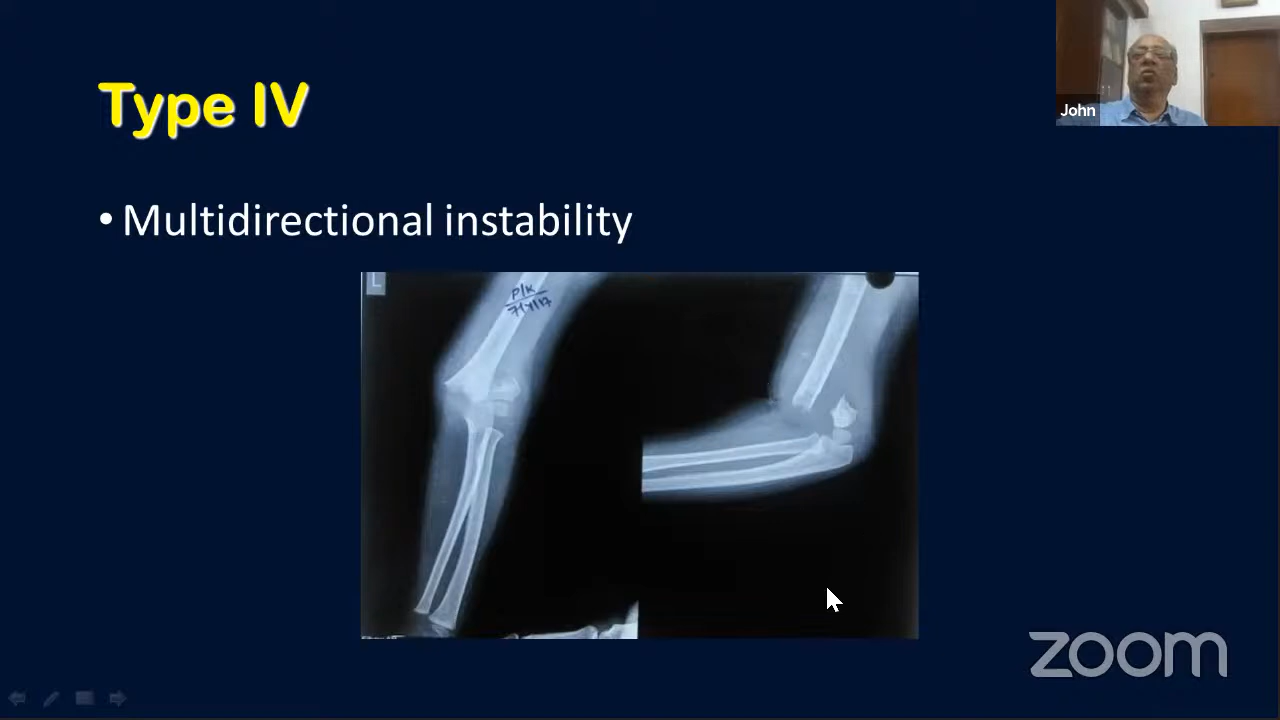 Type IV
John
• Multidirectional instability
L
P/K
zoom